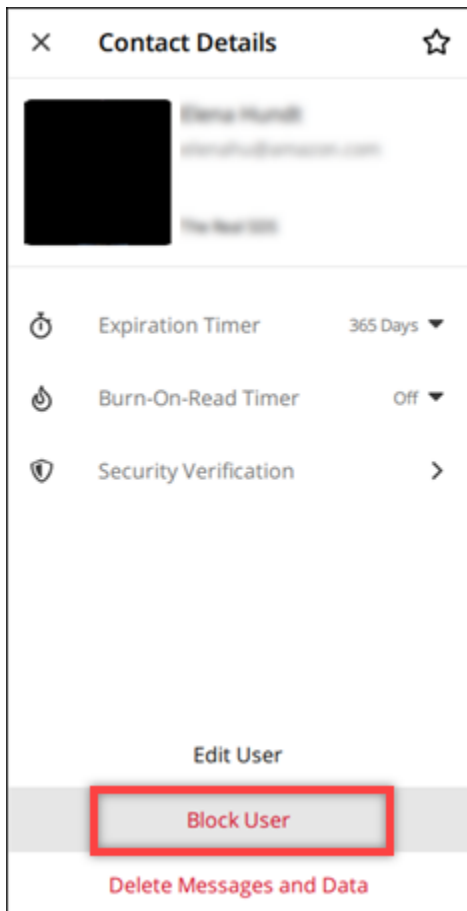 Contact Details
Expiration Timer 365 Days
Burn-On-Read Timer Off
Security Verification
Edit User
Block User
Delete Messages and Data